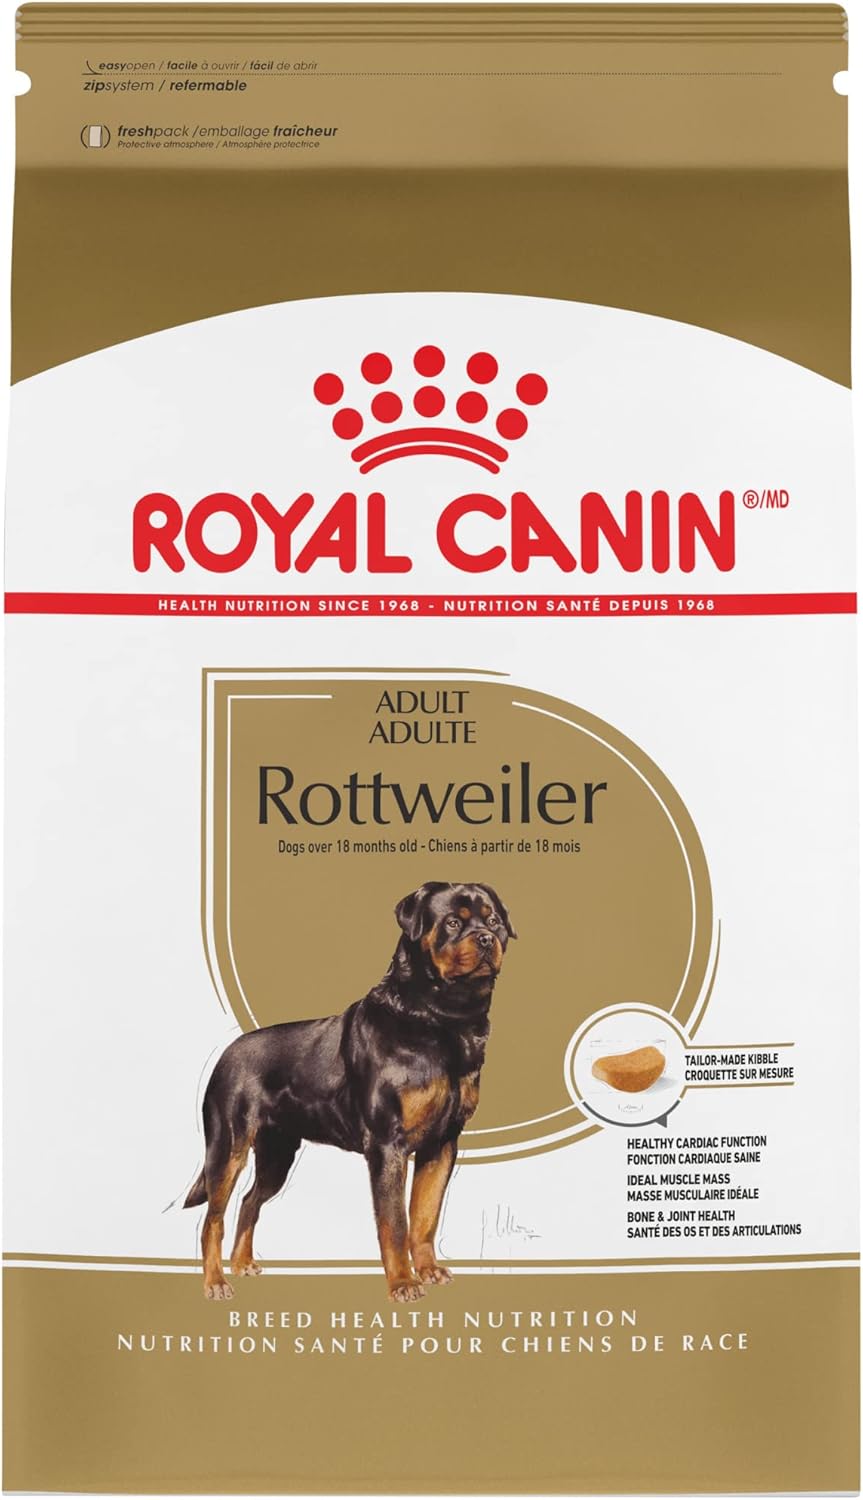 easyopen / facile à ouvrir / fácil de abrir
zipsystem / refermable
freshpack / emballage fraîcheur
Protective atmosphere / Atmosphère protectrice
ROYAL CANIN®/MD
HEALTH NUTRITION SINCE 1968 - NUTRITION SANTÉ DEPUIS 1968
ADULT
ADULTE
Rottweiler
Dogs over 18 months old - Chiens à partir de 18 mois
TAILOR-MADE KIBBLE
CROQUETTE SUR MESURE
HEALTHY CARDIAC FUNCTION
FONCTION CARDIAQUE SAINE
IDEAL MUSCLE MASS
MASSE MUSCULAIRE IDÉALE
BONE & JOINT HEALTH
SANTÉ DES OS ET DES ARTICULATIONS
BREED HEALTH NUTRITION
NUTRITION SANTÉ POUR CHIENS DE RACE